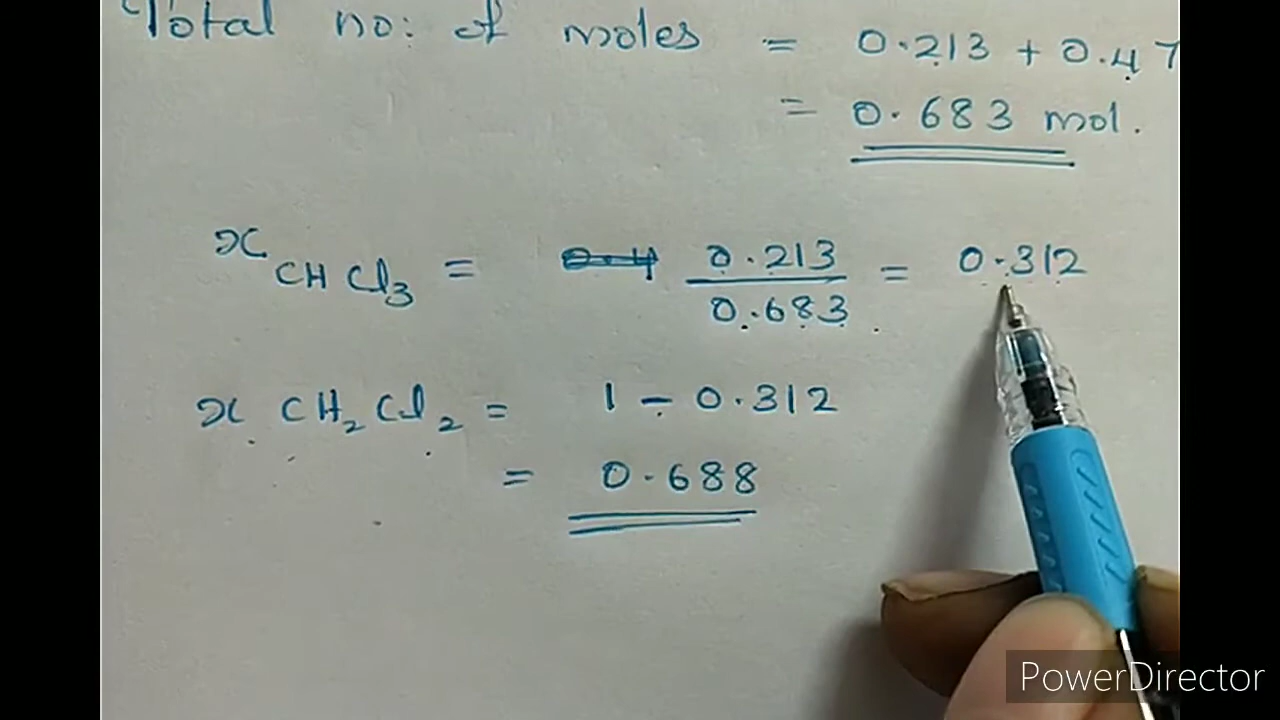 Total no: of moles = 0.213 + 0.47
= 0.683 mol.
x CHCl3 = 0.4 0.213 / 0.683 = 0.312
x CH2Cl2 = 1 - 0.312
= 0.688
PowerDirector